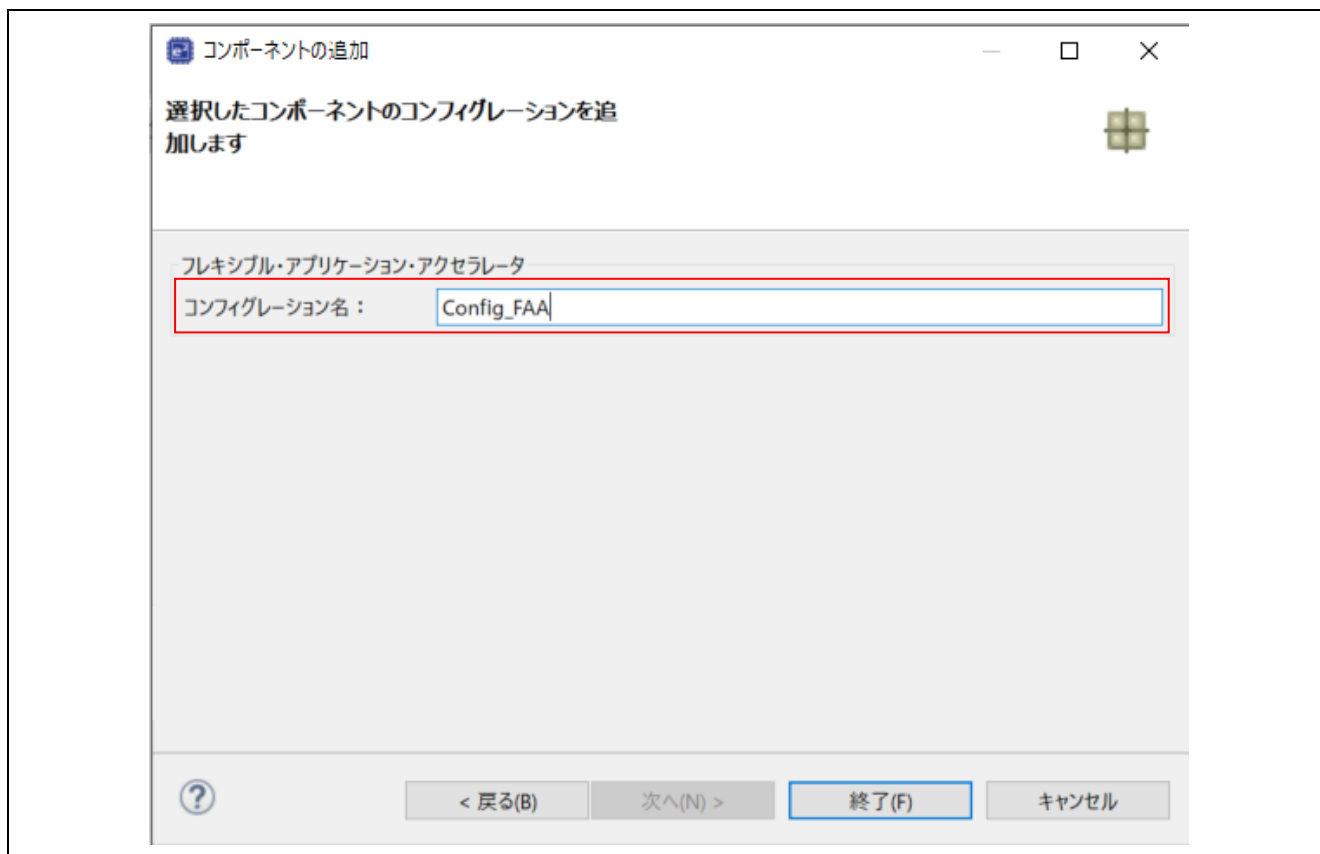 コンポーネントの追加
選択したコンポーネントのコンフィグレーションを追
加します
フレキシブル・アプリケーション・アクセラレータ
コンフィグレーション名：
Config_FAA
< 戻る(B)
次へ(N) >
終了(F)
キャンセル